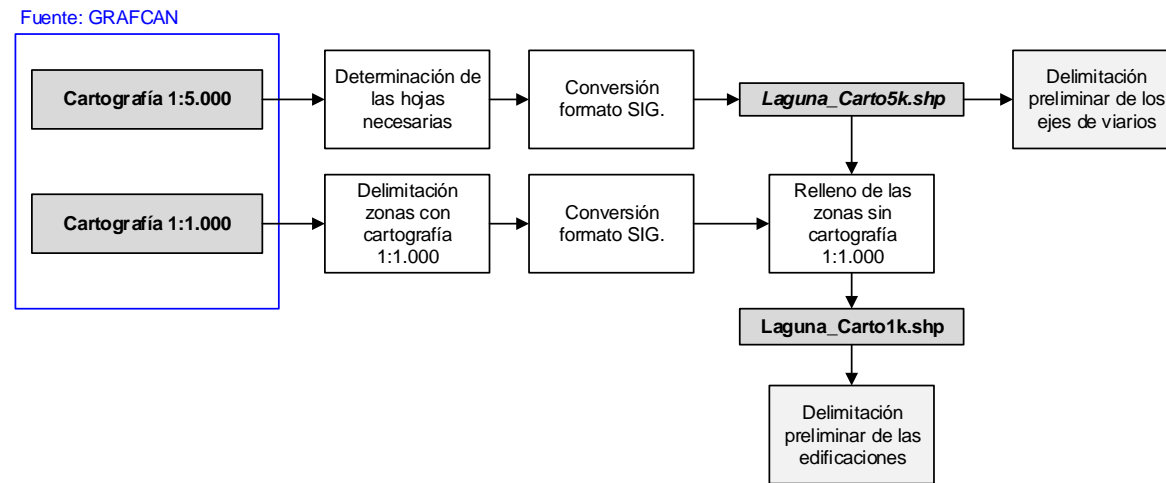 Fuente: GRAFCAN
Cartografía 1:5.000
Determinación de
las hojas
necesarias
Conversión
formato SIG.
Laguna_Carto5k.shp
Delimitación
preliminar de los
ejes de viarios
Cartografía 1:1.000
Delimitación
zonas con
cartografía
1:1.000
Conversión
formato SIG.
Relleno de las
zonas sin
cartografía
1:1.000
Laguna_Carto1k.shp
Delimitación
preliminar de las
edificaciones